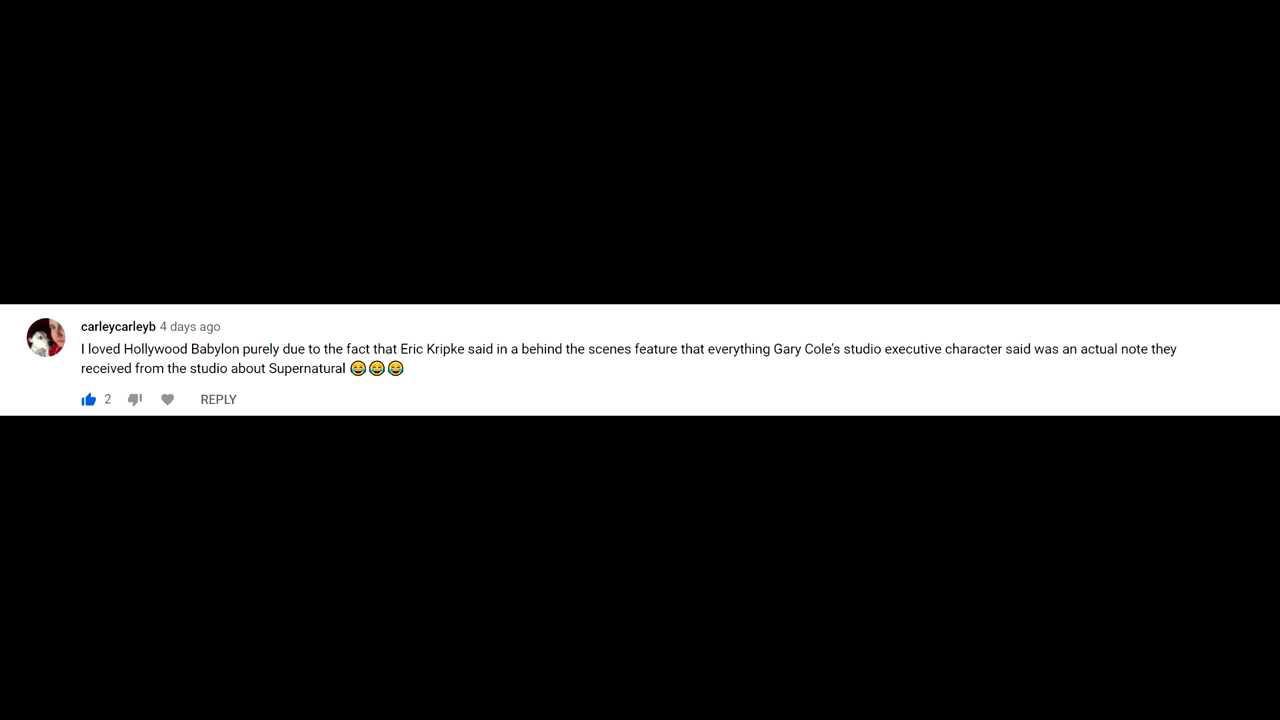 carleycarleyb 4 days ago
I loved Hollywood Babylon purely due to the fact that Eric Kripke said in a behind the scenes feature that everything Gary Cole’s studio executive character said was an actual note they
received from the studio about Supernatural 😂😂😂
2 REPLY